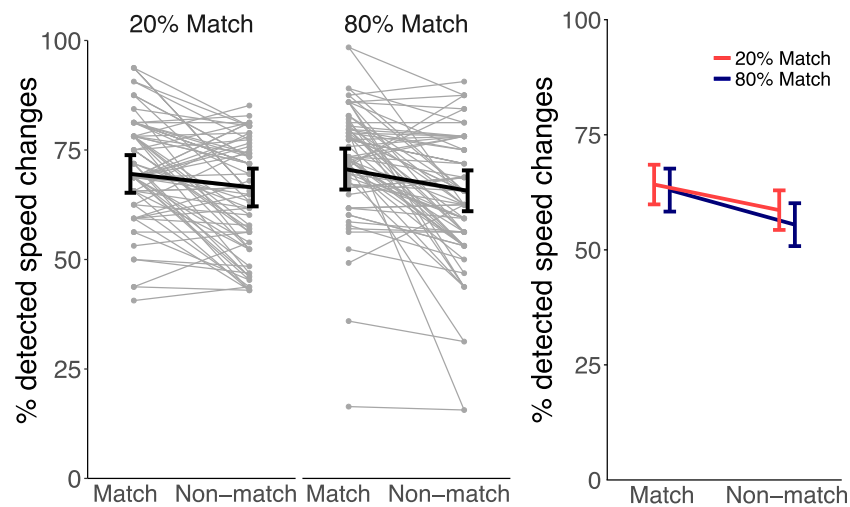 20% Match
80% Match
% detected speed changes
100
75
50
25
0
Match
Non−match
Match
Non−match
% detected speed changes
100
75
50
25
0
20% Match
80% Match
Match
Non−match